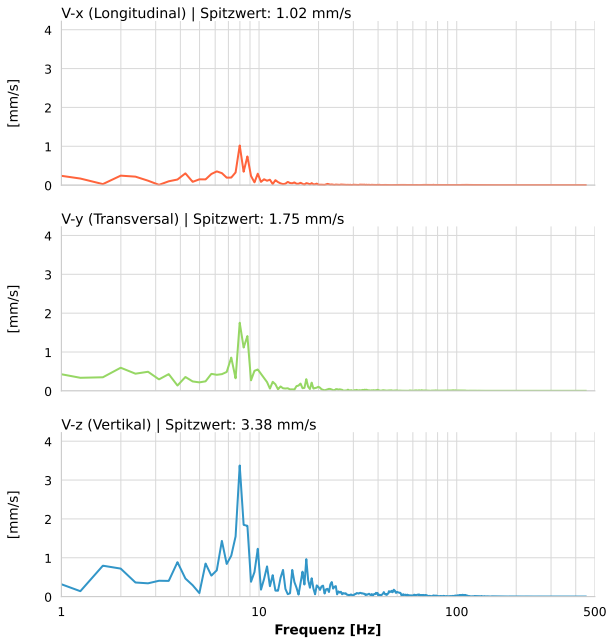 V-x (Longitudinal) | Spitzwert: 1.02 mm/s
4
3
2
1
0
[mm/s]
V-y (Transversal) | Spitzwert: 1.75 mm/s
4
3
2
1
0
[mm/s]
V-z (Vertikal) | Spitzwert: 3.38 mm/s
4
3
2
1
0
[mm/s]
1 10 100 500
Frequenz [Hz]